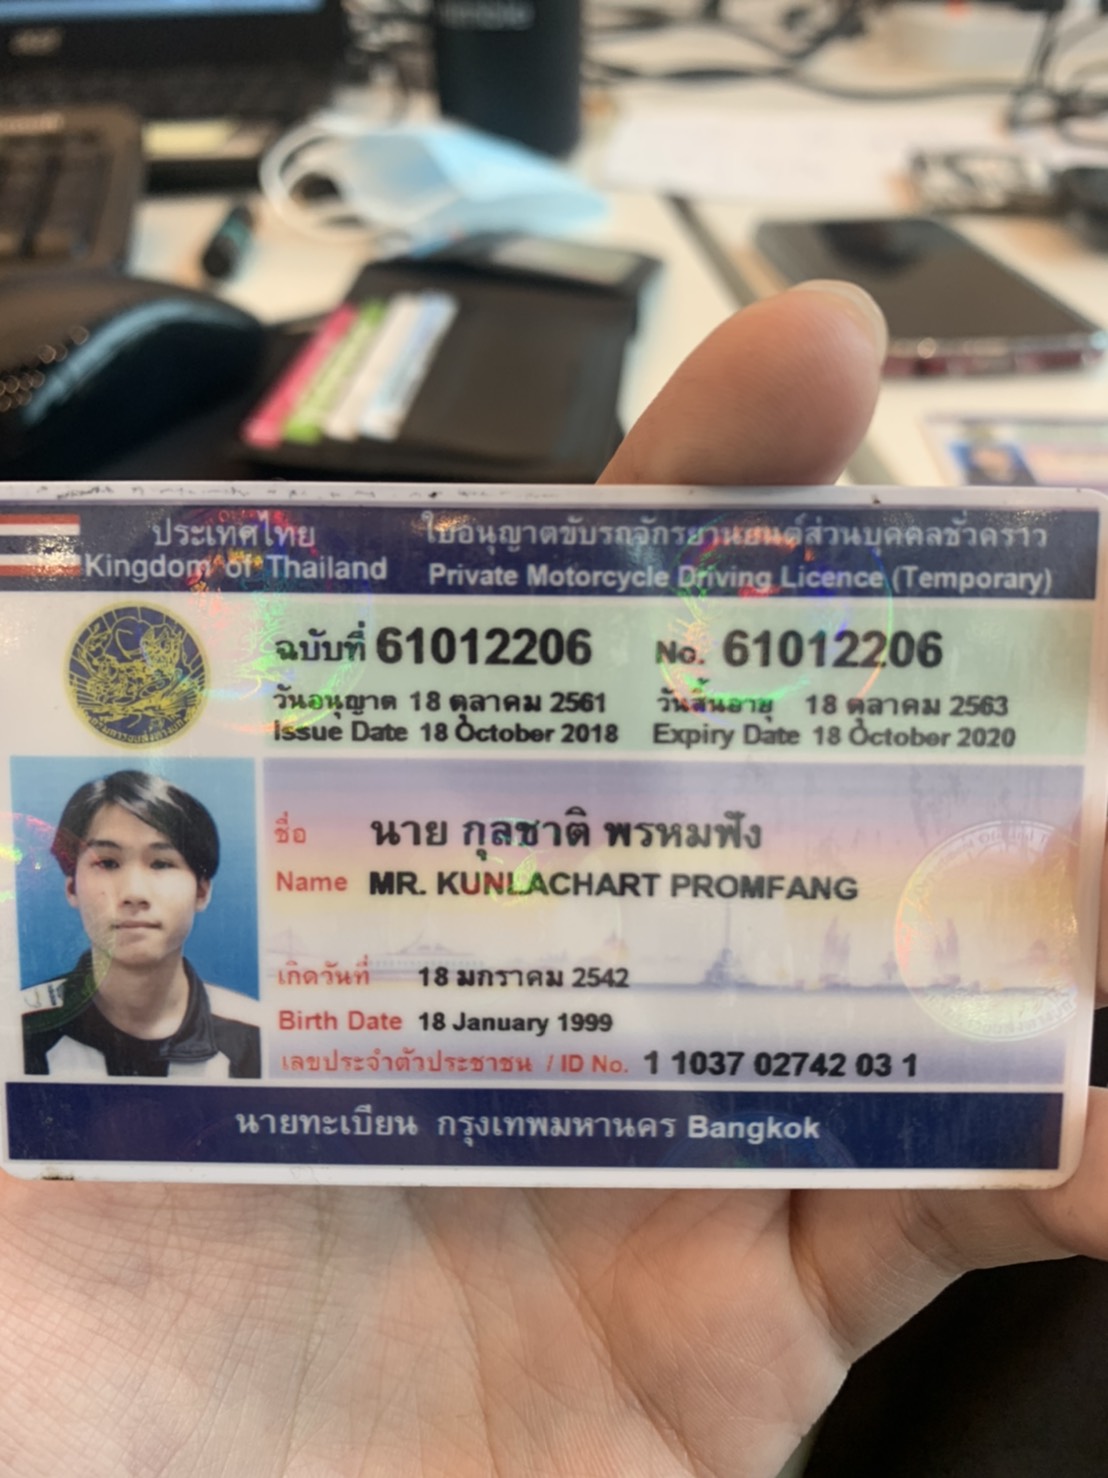 ประเทศไทย
ใบอนุญาตขับรถจักรยานยนต์ส่วนบุคคลชั่วคราว
Kingdom of Thailand
Private Motorcycle Driving Licence (Temporary)
ฉบับที่ 61012206 No. 61012206
วันอนุญาต 18 ตุลาคม 2561 วันสิ้นอายุ 18 ตุลาคม 2563
Issue Date 18 October 2018 Expiry Date 18 October 2020
ชื่อ นาย กุลชาติ พรหมฟัง
Name MR. KUNLACHART PROMFANG
เกิดวันที่ 18 มกราคม 2542
Birth Date 18 January 1999
เลขประจำตัวประชาชน / ID No. 1 1037 02742 03 1
นายทะเบียน กรุงเทพมหานคร Bangkok